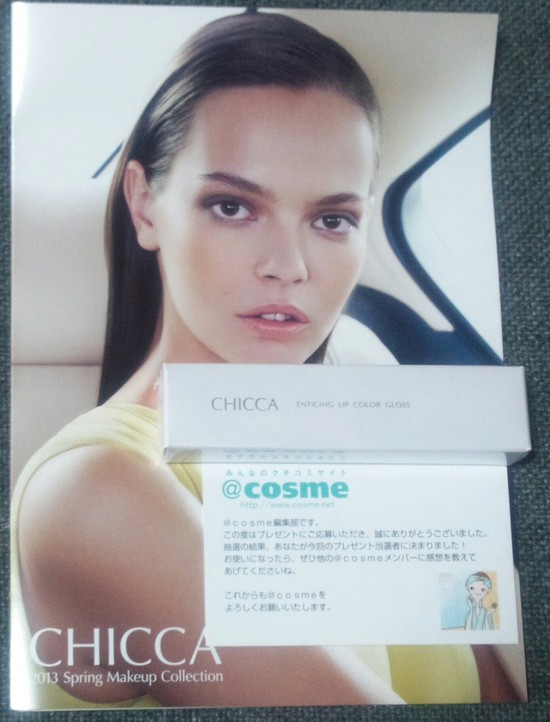 CHICCA ENTICING LIP COLOR GLOSS
みんなのクチコミサイト
@cosme
http://www.cosme.net
@cosme編集部です。
この度はプレゼントにご応募いただき、誠にありがとうございました。
抽選の結果、あなたが今回のプレゼント当選者に決まりました！
お使いになったら、ぜひ他の@cosmeメンバーに感想を教えて
あげてくださいね。
これからも@cosmeを
よろしくお願いいたします。
CHICCA
2013 Spring Makeup Collection